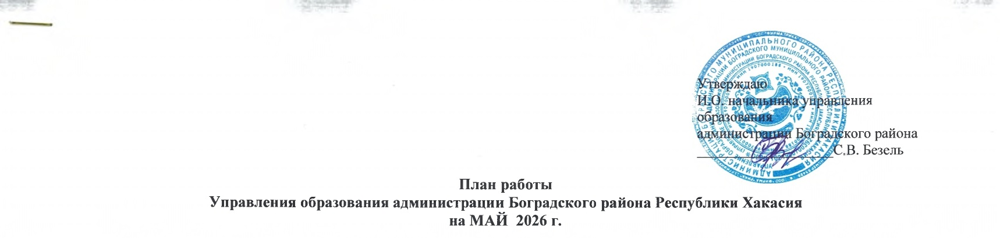 Утверждаю
И.О. начальника управления
образования
администрации Боградского района
С.В. Безель
План работы
Управления образования администрации Боградского района Республики Хакасия
на МАЙ 2026 г.